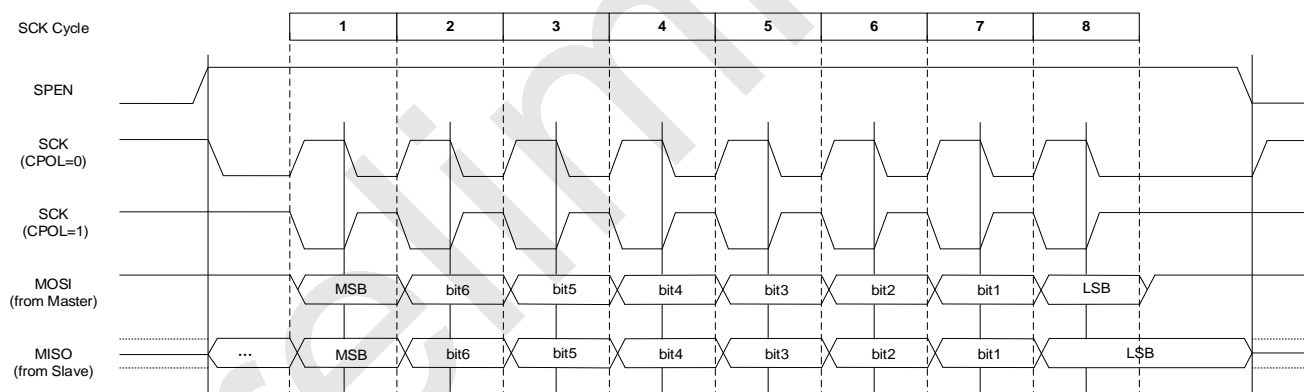 SCK Cycle 1 2 3 4 5 6 7 8
SPEN
SCK
(CPOL=0)
SCK
(CPOL=1)
MOSI
(from Master)
MSB bit6 bit5 bit4 bit3 bit2 bit1 LSB
MISO
(from Slave)
... MSB bit6 bit5 bit4 bit3 bit2 bit1 LSB